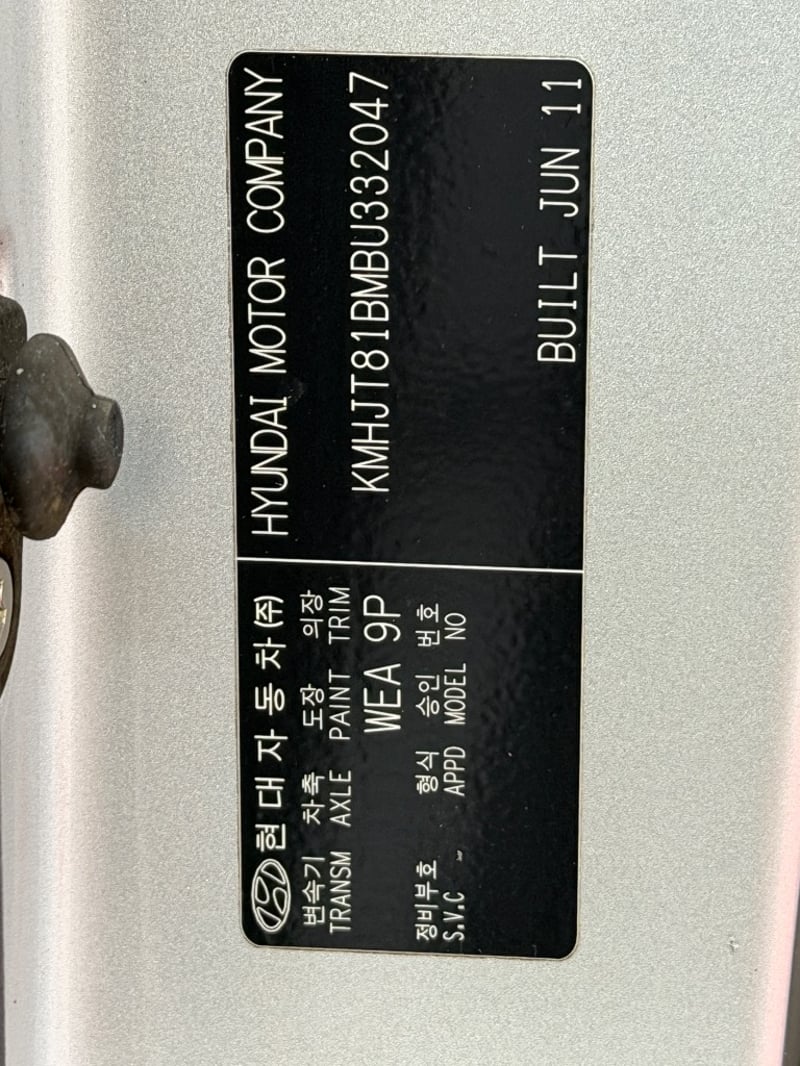 현대자동차(주)
변속기 차축 도장 의장
TRANSM AXLE PAINT TRIM
WEA 9P
정비부호 형식 승인 번호
S.V.C APPD MODEL NO
HYUNDAI MOTOR COMPANY
KMHJT81BMBU332047
BUILT JUN 11